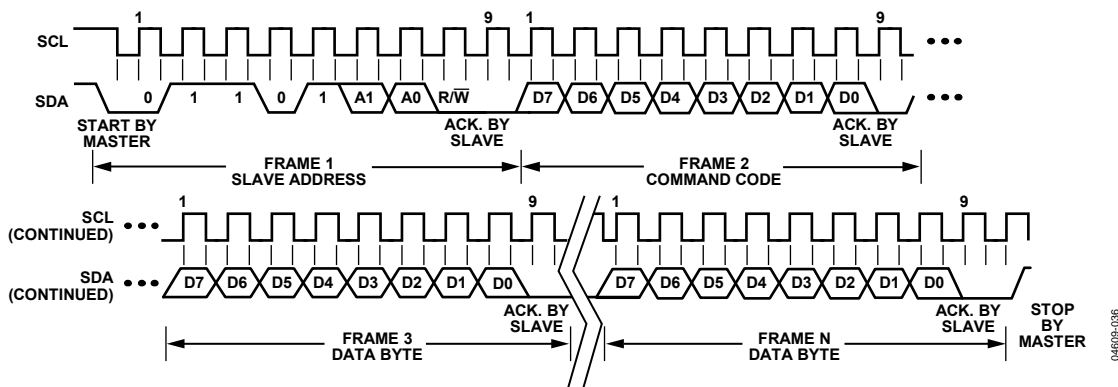 1 9 1 9
SCL
SDA 0 1 1 0 1 A1 A0 R/W̅ D7 D6 D5 D4 D3 D2 D1 D0
START BY MASTER
ACK. BY SLAVE
ACK. BY SLAVE
FRAME 1
SLAVE ADDRESS
FRAME 2
COMMAND CODE
1 9 1 9
SCL
(CONTINUED)
SDA
(CONTINUED)
D7 D6 D5 D4 D3 D2 D1 D0 D7 D6 D5 D4 D3 D2 D1 D0
ACK. BY
SLAVE
ACK. BY
SLAVE
STOP
BY
MASTER
FRAME 3
DATA BYTE
FRAME N
DATA BYTE
04609-036